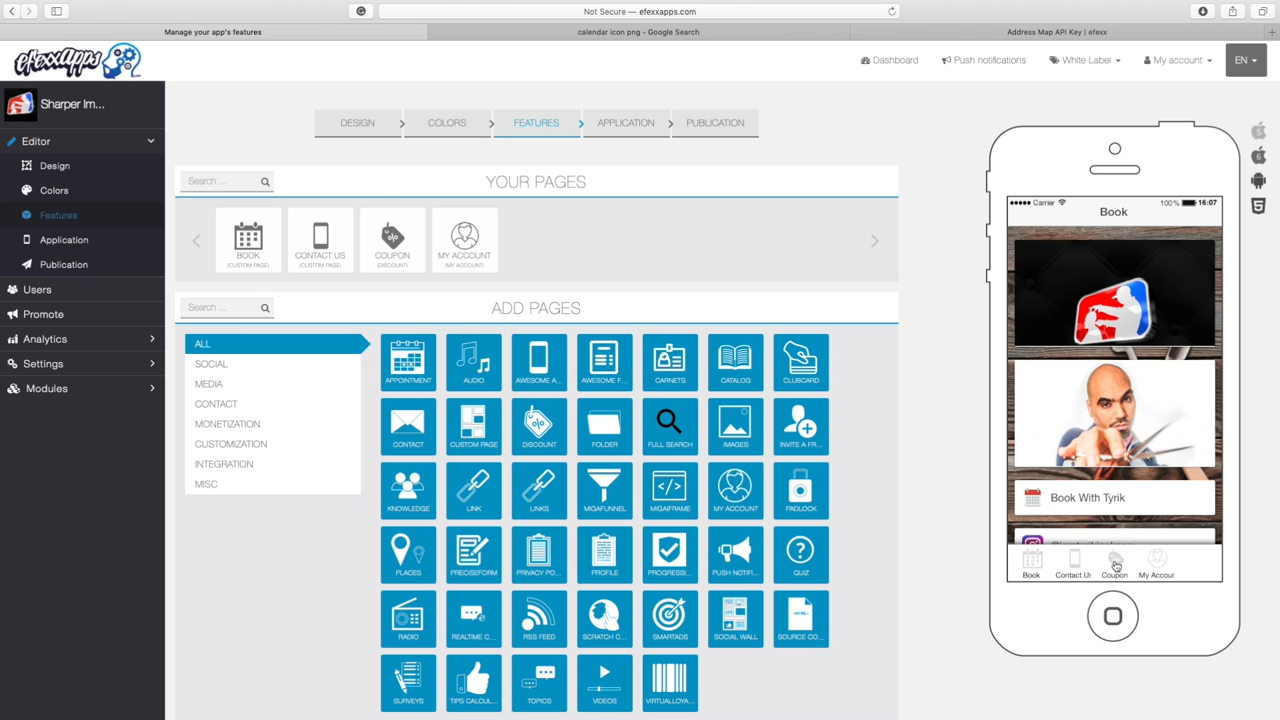 Not Secure — efexxapps.com
Manage your app's features
calendar icon png - Google Search
Address Map API Key | efexx
efexxapps
Dashboard
Push notifications
White Label
My account
EN
Sharper Im...
Editor
Design
Colors
Features
Application
Publication
Users
Promote
Analytics
Settings
Modules
DESIGN
COLORS
FEATURES
APPLICATION
PUBLICATION
Search ...
YOUR PAGES
BOOK
(CUSTOM PAGE)
CONTACT US
(CUSTOM PAGE)
COUPON
(DISCOUNT)
MY ACCOUNT
(MY ACCOUNT)
Search ...
ADD PAGES
ALL
SOCIAL
MEDIA
CONTACT
MONETIZATION
CUSTOMIZATION
INTEGRATION
MISC
APPOINTMENT
AUDIO
AWESOME A...
AWESOME F...
CARNETS
CATALOG
CLUBCARD
CONTACT
CUSTOM PAGE
DISCOUNT
FOLDER
FULL SEARCH
IMAGES
INVITE A FR...
KNOWLEDGE
LINK
LINKS
MIGAFUNNEL
MIGAIFRAME
MY ACCOUNT
PADLOCK
PLACES
PRECISEFORM
PRIVACY PO...
PROFILE
PROGRESSI...
PUSH NOTIFI...
QUIZ
RADIO
REALTIME C...
RSS FEED
SCRATCH C...
SMARTADS
SOCIAL WALL
SOURCE CO...
SURVEYS
TIPS CALCUL...
TOPICS
VIDEOS
VIRTUALLOYA...
Carrier
100%
16:07
Book
Book With Tyrik
Book
Contact Us
Coupon
My Accour